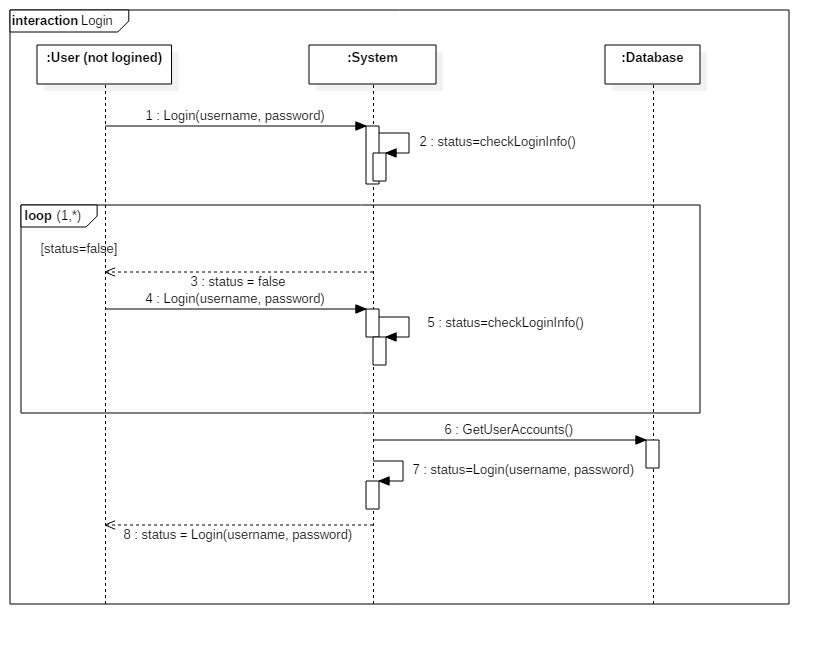 interaction Login
:User (not logined)
:System
:Database
1 : Login(username, password)
2 : status=checkLoginInfo()
loop (1,*)
[status=false]
3 : status = false
4 : Login(username, password)
5 : status=checkLoginInfo()
6 : GetUserAccounts()
7 : status=Login(username, password)
8 : status = Login(username, password)